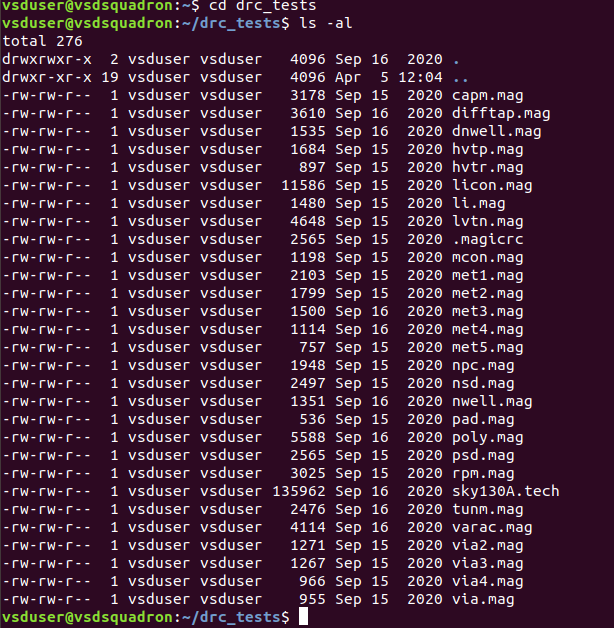 vsduser@vsdsquadron:~$ cd drc_tests
vsduser@vsdsquadron:~/drc_tests$ ls -al
total 276
drwxrwxr-x  2 vsduser vsduser   4096 Sep 16  2020 .
drwxr-xr-x 19 vsduser vsduser   4096 Apr  5 12:04 ..
-rw-rw-r--  1 vsduser vsduser   3178 Sep 15  2020 capm.mag
-rw-rw-r--  1 vsduser vsduser   3610 Sep 16  2020 difftap.mag
-rw-rw-r--  1 vsduser vsduser   1535 Sep 16  2020 dnwell.mag
-rw-rw-r--  1 vsduser vsduser   1684 Sep 15  2020 hvtp.mag
-rw-rw-r--  1 vsduser vsduser    897 Sep 15  2020 hvtr.mag
-rw-rw-r--  1 vsduser vsduser  11586 Sep 15  2020 licon.mag
-rw-rw-r--  1 vsduser vsduser   1480 Sep 15  2020 li.mag
-rw-rw-r--  1 vsduser vsduser   4648 Sep 15  2020 lvtn.mag
-rw-rw-r--  1 vsduser vsduser   2565 Sep 15  2020 .magicrc
-rw-rw-r--  1 vsduser vsduser   1198 Sep 15  2020 mcon.mag
-rw-rw-r--  1 vsduser vsduser   2103 Sep 15  2020 met1.mag
-rw-rw-r--  1 vsduser vsduser   1799 Sep 15  2020 met2.mag
-rw-rw-r--  1 vsduser vsduser   1500 Sep 16  2020 met3.mag
-rw-rw-r--  1 vsduser vsduser   1114 Sep 16  2020 met4.mag
-rw-rw-r--  1 vsduser vsduser    757 Sep 15  2020 met5.mag
-rw-rw-r--  1 vsduser vsduser   1948 Sep 15  2020 npc.mag
-rw-rw-r--  1 vsduser vsduser   2497 Sep 15  2020 nsd.mag
-rw-rw-r--  1 vsduser vsduser   1351 Sep 16  2020 nwell.mag
-rw-rw-r--  1 vsduser vsduser    536 Sep 15  2020 pad.mag
-rw-rw-r--  1 vsduser vsduser   5588 Sep 16  2020 poly.mag
-rw-rw-r--  1 vsduser vsduser   2565 Sep 15  2020 psd.mag
-rw-rw-r--  1 vsduser vsduser   3025 Sep 15  2020 rpm.mag
-rw-rw-r--  1 vsduser vsduser 135962 Sep 16  2020 sky130A.tech
-rw-rw-r--  1 vsduser vsduser   2476 Sep 16  2020 tunm.mag
-rw-rw-r--  1 vsduser vsduser   4114 Sep 16  2020 varac.mag
-rw-rw-r--  1 vsduser vsduser   1271 Sep 15  2020 via2.mag
-rw-rw-r--  1 vsduser vsduser   1267 Sep 15  2020 via3.mag
-rw-rw-r--  1 vsduser vsduser    966 Sep 15  2020 via4.mag
-rw-rw-r--  1 vsduser vsduser    955 Sep 15  2020 via.mag
vsduser@vsdsquadron:~/drc_tests$